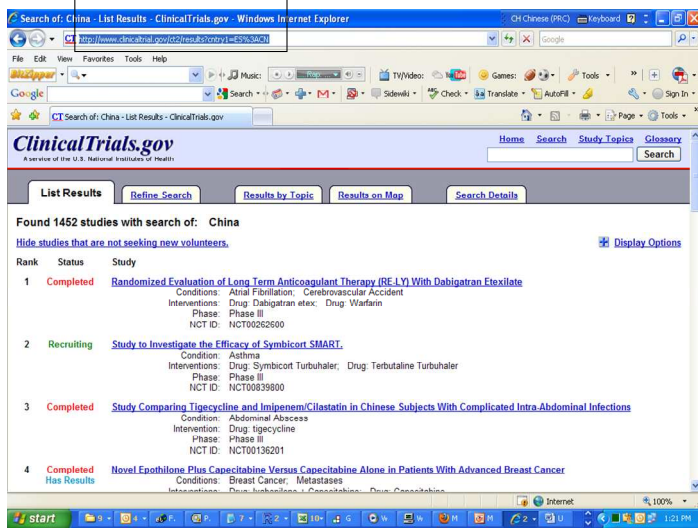 Search of: China - List Results - ClinicalTrials.gov - Windows Internet Explorer
CH Chinese (PRC) Keyboard
http://www.clinicaltrial.gov/ct2/results?cntry1=ES%3ACN
Google
File Edit View Favorites Tools Help
BitZipper
Music:
TV/Video:
Games:
Tools
Google
Search
Sidewiki
Check
Translate
AutoFill
Sign In
CT Search of: China - List Results - ClinicalTrials.gov
Page
Tools
ClinicalTrials.gov
A service of the U.S. National Institutes of Health
Home Search Study Topics Glossary
Search
List Results Refine Search Results by Topic Results on Map Search Details
Found 1452 studies with search of: China
Hide studies that are not seeking new volunteers.
Display Options
Rank Status Study
1 Completed Randomized Evaluation of Long Term Anticoagulant Therapy (RE-LY) With Dabigatran Etexilate
Conditions: Atrial Fibrillation; Cerebrovascular Accident
Interventions: Drug: Dabigatran etex; Drug: Warfarin
Phase: Phase III
NCT ID: NCT00262600
2 Recruiting Study to Investigate the Efficacy of Symbicort SMART.
Condition: Asthma
Interventions: Drug: Symbicort Turbuhaler; Drug: Terbutaline Turbuhaler
Phase: Phase III
NCT ID: NCT00839800
3 Completed Study Comparing Tigecycline and Imipenem/Cilastatin in Chinese Subjects With Complicated Intra-Abdominal Infections
Condition: Abdominal Abscess
Intervention: Drug: tigecycline
Phase: Phase III
NCT ID: NCT00136201
4 Completed Novel Epothilone Plus Capecitabine Versus Capecitabine Alone in Patients With Advanced Breast Cancer
Has Results Conditions: Breast Cancer; Metastases
Interventions: Drug: Ixabepilone + Capecitabine; Drug: Capecitabine
Internet
100%
start
1:21 PM